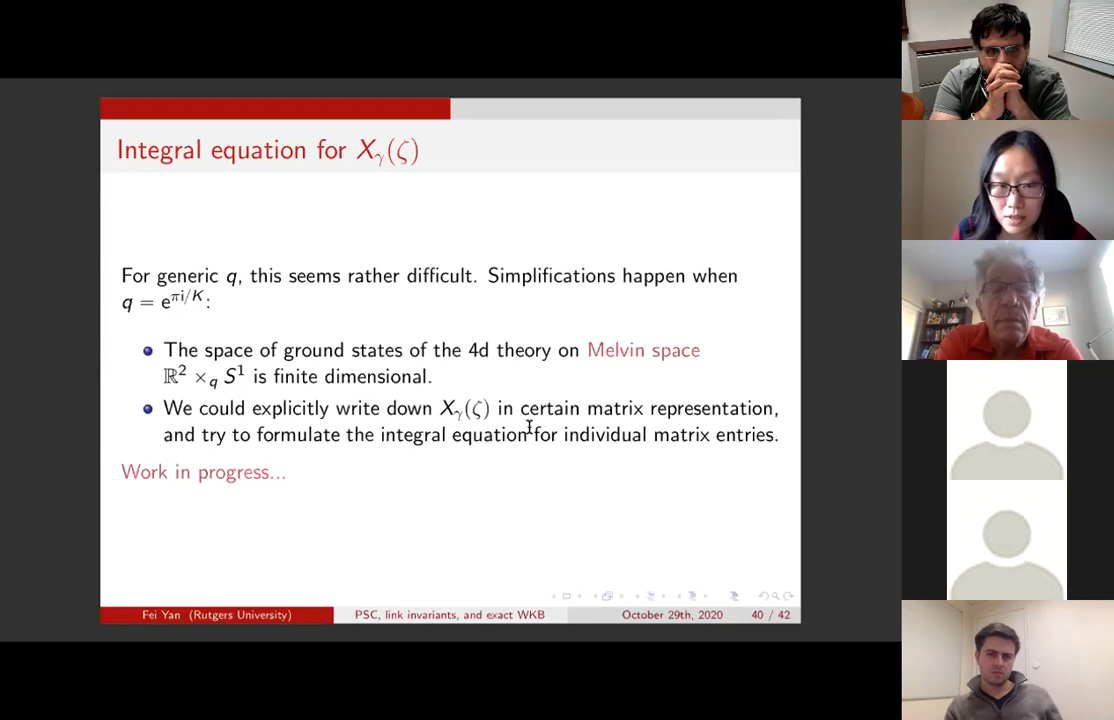 Integral equation for Xγ(ζ)
For generic q, this seems rather difficult. Simplifications happen when
q = e^{πi/K}:
The space of ground states of the 4d theory on Melvin space
ℝ² ×_q S¹ is finite dimensional.
We could explicitly write down Xγ(ζ) in certain matrix representation,
and try to formulate the integral equation for individual matrix entries.
Work in progress...
Fei Yan (Rutgers University) PSC, link invariants, and exact WKB October 29th, 2020 40 / 42